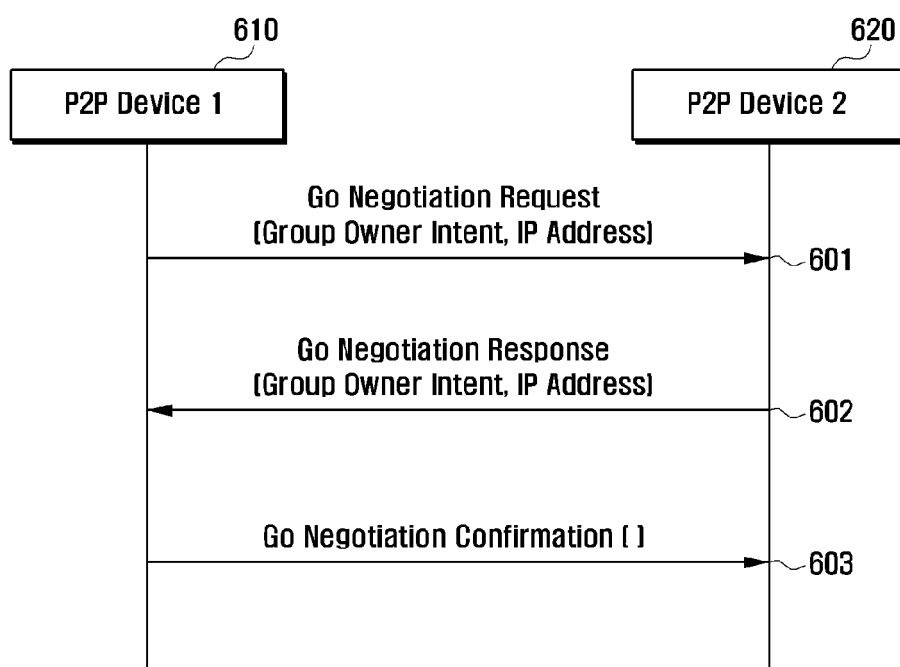 610
620
P2P Device 1
P2P Device 2
Go Negotiation Request
(Group Owner Intent, IP Address)
601
Go Negotiation Response
(Group Owner Intent, IP Address)
602
Go Negotiation Confirmation ( )
603